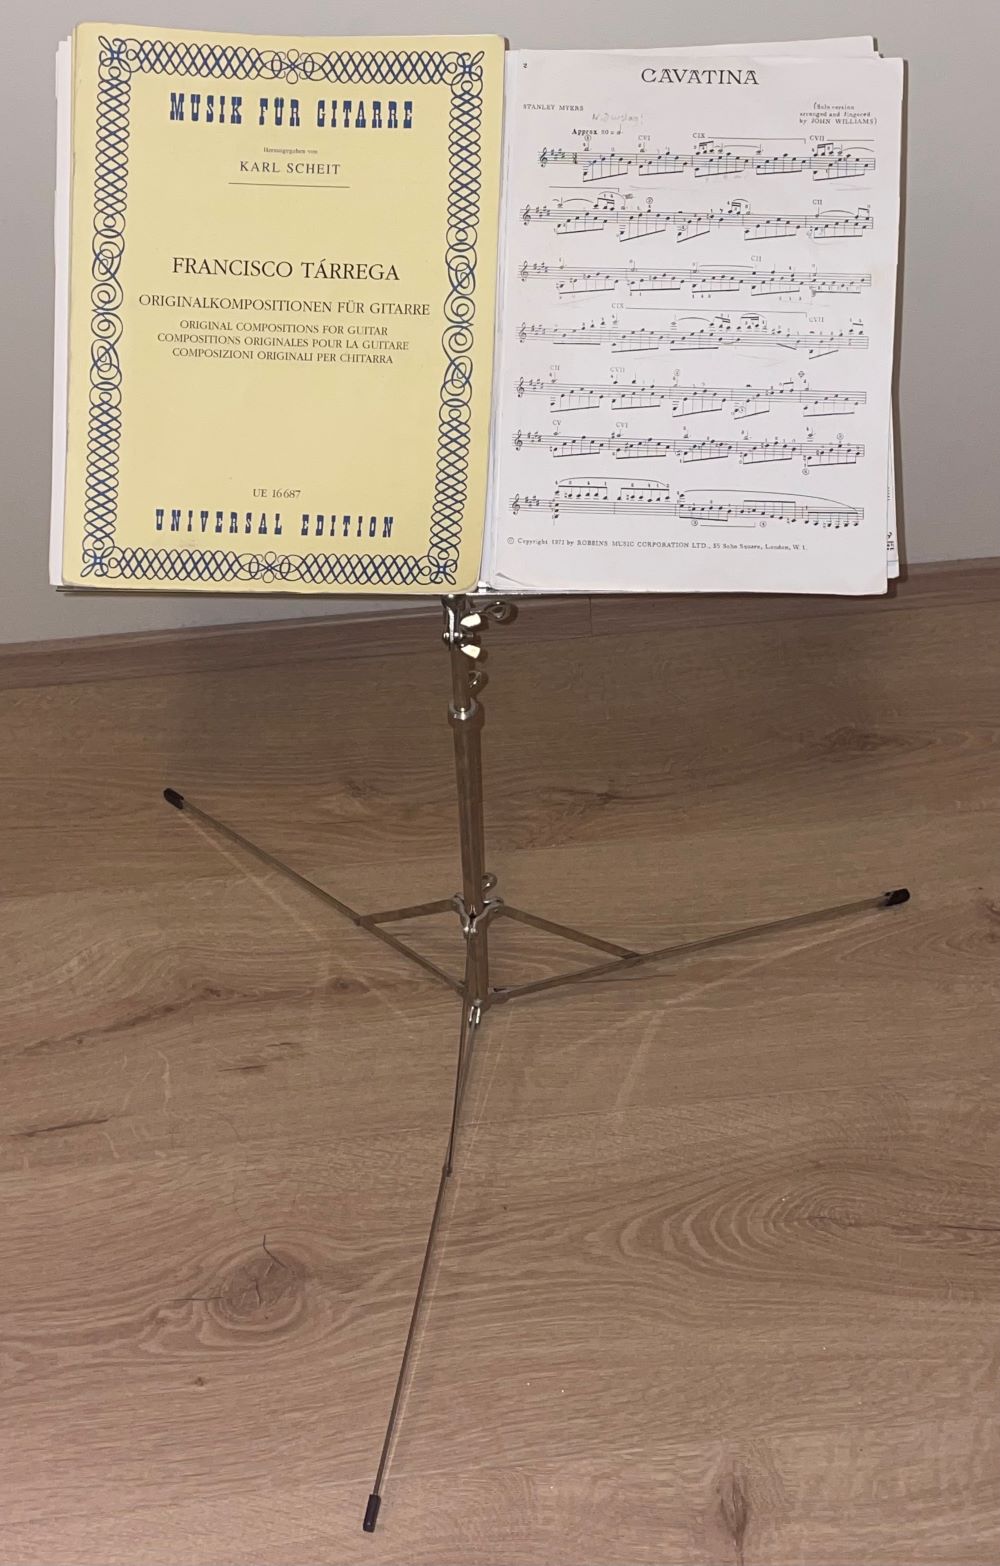 MUSIK FÜR GITARRE
Herausgegeben von
KARL SCHEIT
FRANCISCO TÁRREGA
ORIGINALKOMPOSITIONEN FÜR GITARRE
ORIGINAL COMPOSITIONS FOR GUITAR
COMPOSITIONS ORIGINALES POUR LA GUITARE
COMPOSIZIONI ORIGINALI PER CHITARRA
UE 16687
UNIVERSAL EDITION
2
CAVATINA
STANLEY MYERS
(Solo version
arranged and fingered
by JOHN WILLIAMS)
Approx 80 =
CVI CIX CVII
CII
CII
CIX CVII
CII CVII
CV CVI
© Copyright 1971 by ROBBINS MUSIC CORPORATION LTD., 35 Soho Square, London, W. 1.